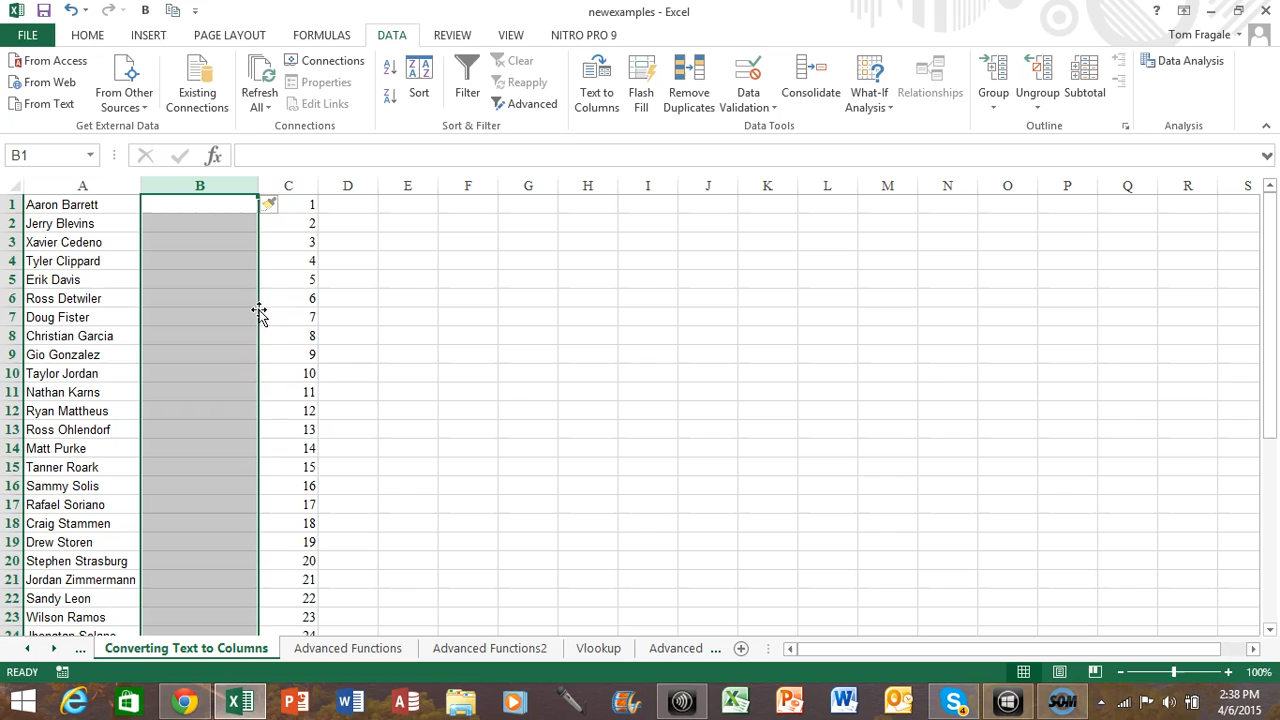 newexamples - Excel
FILE HOME INSERT PAGE LAYOUT FORMULAS DATA REVIEW VIEW NITRO PRO 9 Tom Fragale
From Access
From Web
From Text
From Other Sources
Existing Connections
Get External Data
Refresh All
Connections
Properties
Edit Links
Connections
Sort
Filter
Clear
Reapply
Advanced
Sort & Filter
Text to Columns
Flash Fill
Remove Duplicates
Data Validation
Consolidate
What-If Analysis
Relationships
Data Tools
Group
Ungroup
Subtotal
Outline
Data Analysis
Analysis
B1 fx
A B C D E F G H I J K L M N O P Q R S
1 Aaron Barrett 1
2 Jerry Blevins 2
3 Xavier Cedeno 3
4 Tyler Clippard 4
5 Erik Davis 5
6 Ross Detwiler 6
7 Doug Fister 7
8 Christian Garcia 8
9 Gio Gonzalez 9
10 Taylor Jordan 10
11 Nathan Karns 11
12 Ryan Mattheus 12
13 Ross Ohlendorf 13
14 Matt Purke 14
15 Tanner Roark 15
16 Sammy Solis 16
17 Rafael Soriano 17
18 Craig Stammen 18
19 Drew Storen 19
20 Stephen Strasburg 20
21 Jordan Zimmermann 21
22 Sandy Leon 22
23 Wilson Ramos 23
24 Jhonatan Solano 24
... Converting Text to Columns Advanced Functions Advanced Functions2 Vlookup Advanced ...
READY 100%
2:38 PM
4/6/2015